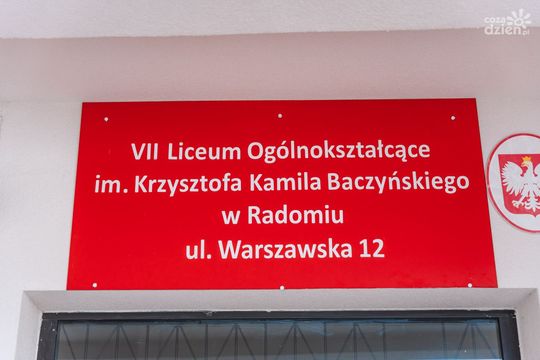 cozadzien.pl
VII Liceum Ogólnokształcące
im. Krzysztofa Kamila Baczyńskiego
w Radomiu
ul. Warszawska 12